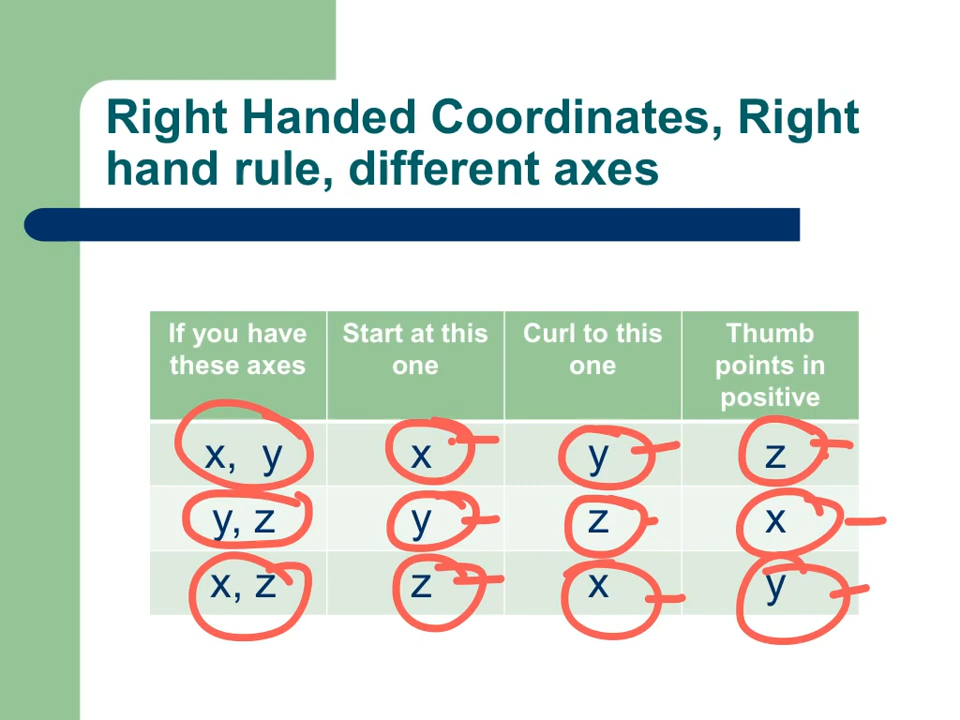 Right Handed Coordinates, Right
hand rule, different axes
If you have these axes
Start at this one
Curl to this one
Thumb points in positive
x, y
x
y
z
y, z
y
z
x
x, z
z
x
y